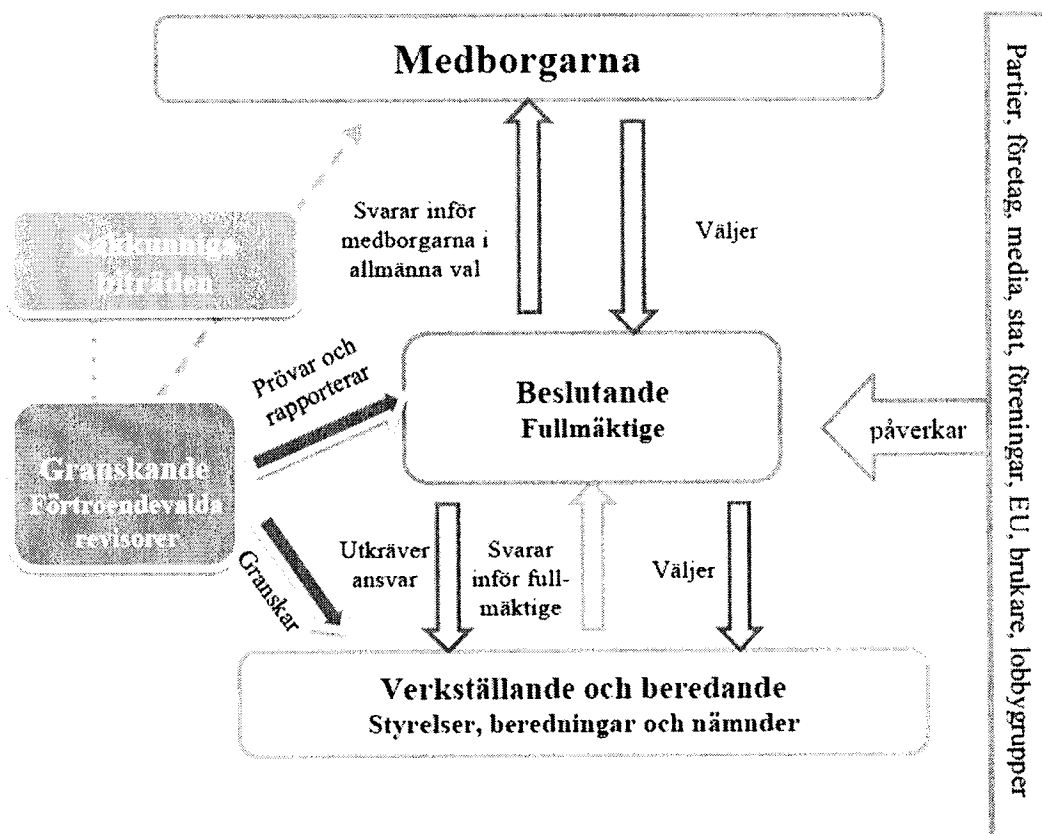 Medborgarna
Svarar inför
medborgarna i
allmänna val
Väljer
Sakkunniga
biträden
Prövar och
rapporterar
Beslutande
Fullmäktige
påverkar
Granskande
Förtroendevalda
revisorer
Granskar
Utkräver
ansvar
Svarar
inför full-
mäktige
Väljer
Verkställande och beredande
Styrelser, beredningar och nämnder
Partier, företag, media, stat, föreningar, EU, brukare, lobbygrupper